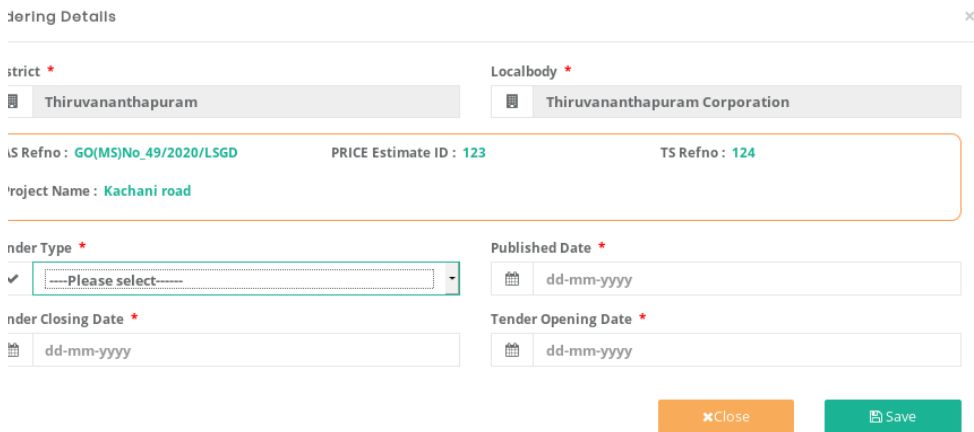 dering Details ×
strict * Localbody *
Thiruvananthapuram Thiruvananthapuram Corporation
AS Refno : GO(MS)No_49/2020/LSGD PRICE Estimate ID : 123 TS Refno : 124
Project Name : Kachani road
nder Type * Published Date *
----Please select------ dd-mm-yyyy
nder Closing Date * Tender Opening Date *
dd-mm-yyyy dd-mm-yyyy
×Close Save